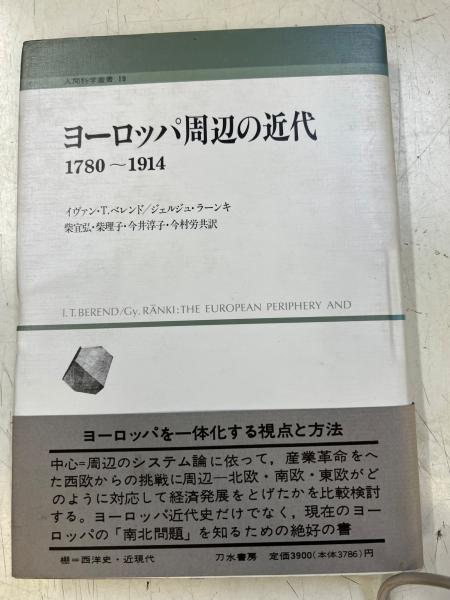 人間科学叢書 19
ヨーロッパ周辺の近代
1780～1914
イヴァン・T.ベレンド/ジェルジュ・ラーンキ
柴宜弘・柴理子・今井淳子・今村労共訳
I.T.BEREND/Gy.RÄNKI:THE EUROPEAN PERIPHERY AND
ヨーロッパを一体化する視点と方法
中心=周辺のシステム論に依って，産業革命をへ
た西欧からの挑戦に周辺—北欧・南欧・東欧がど
のように対応して経済発展をとげたかを比較検討
する。ヨーロッパ近代史だけでなく，現在のヨー
ロッパの「南北問題」を知るための絶好の書
棚=西洋史・近現代 刀水書房 定価3900(本体3786)円